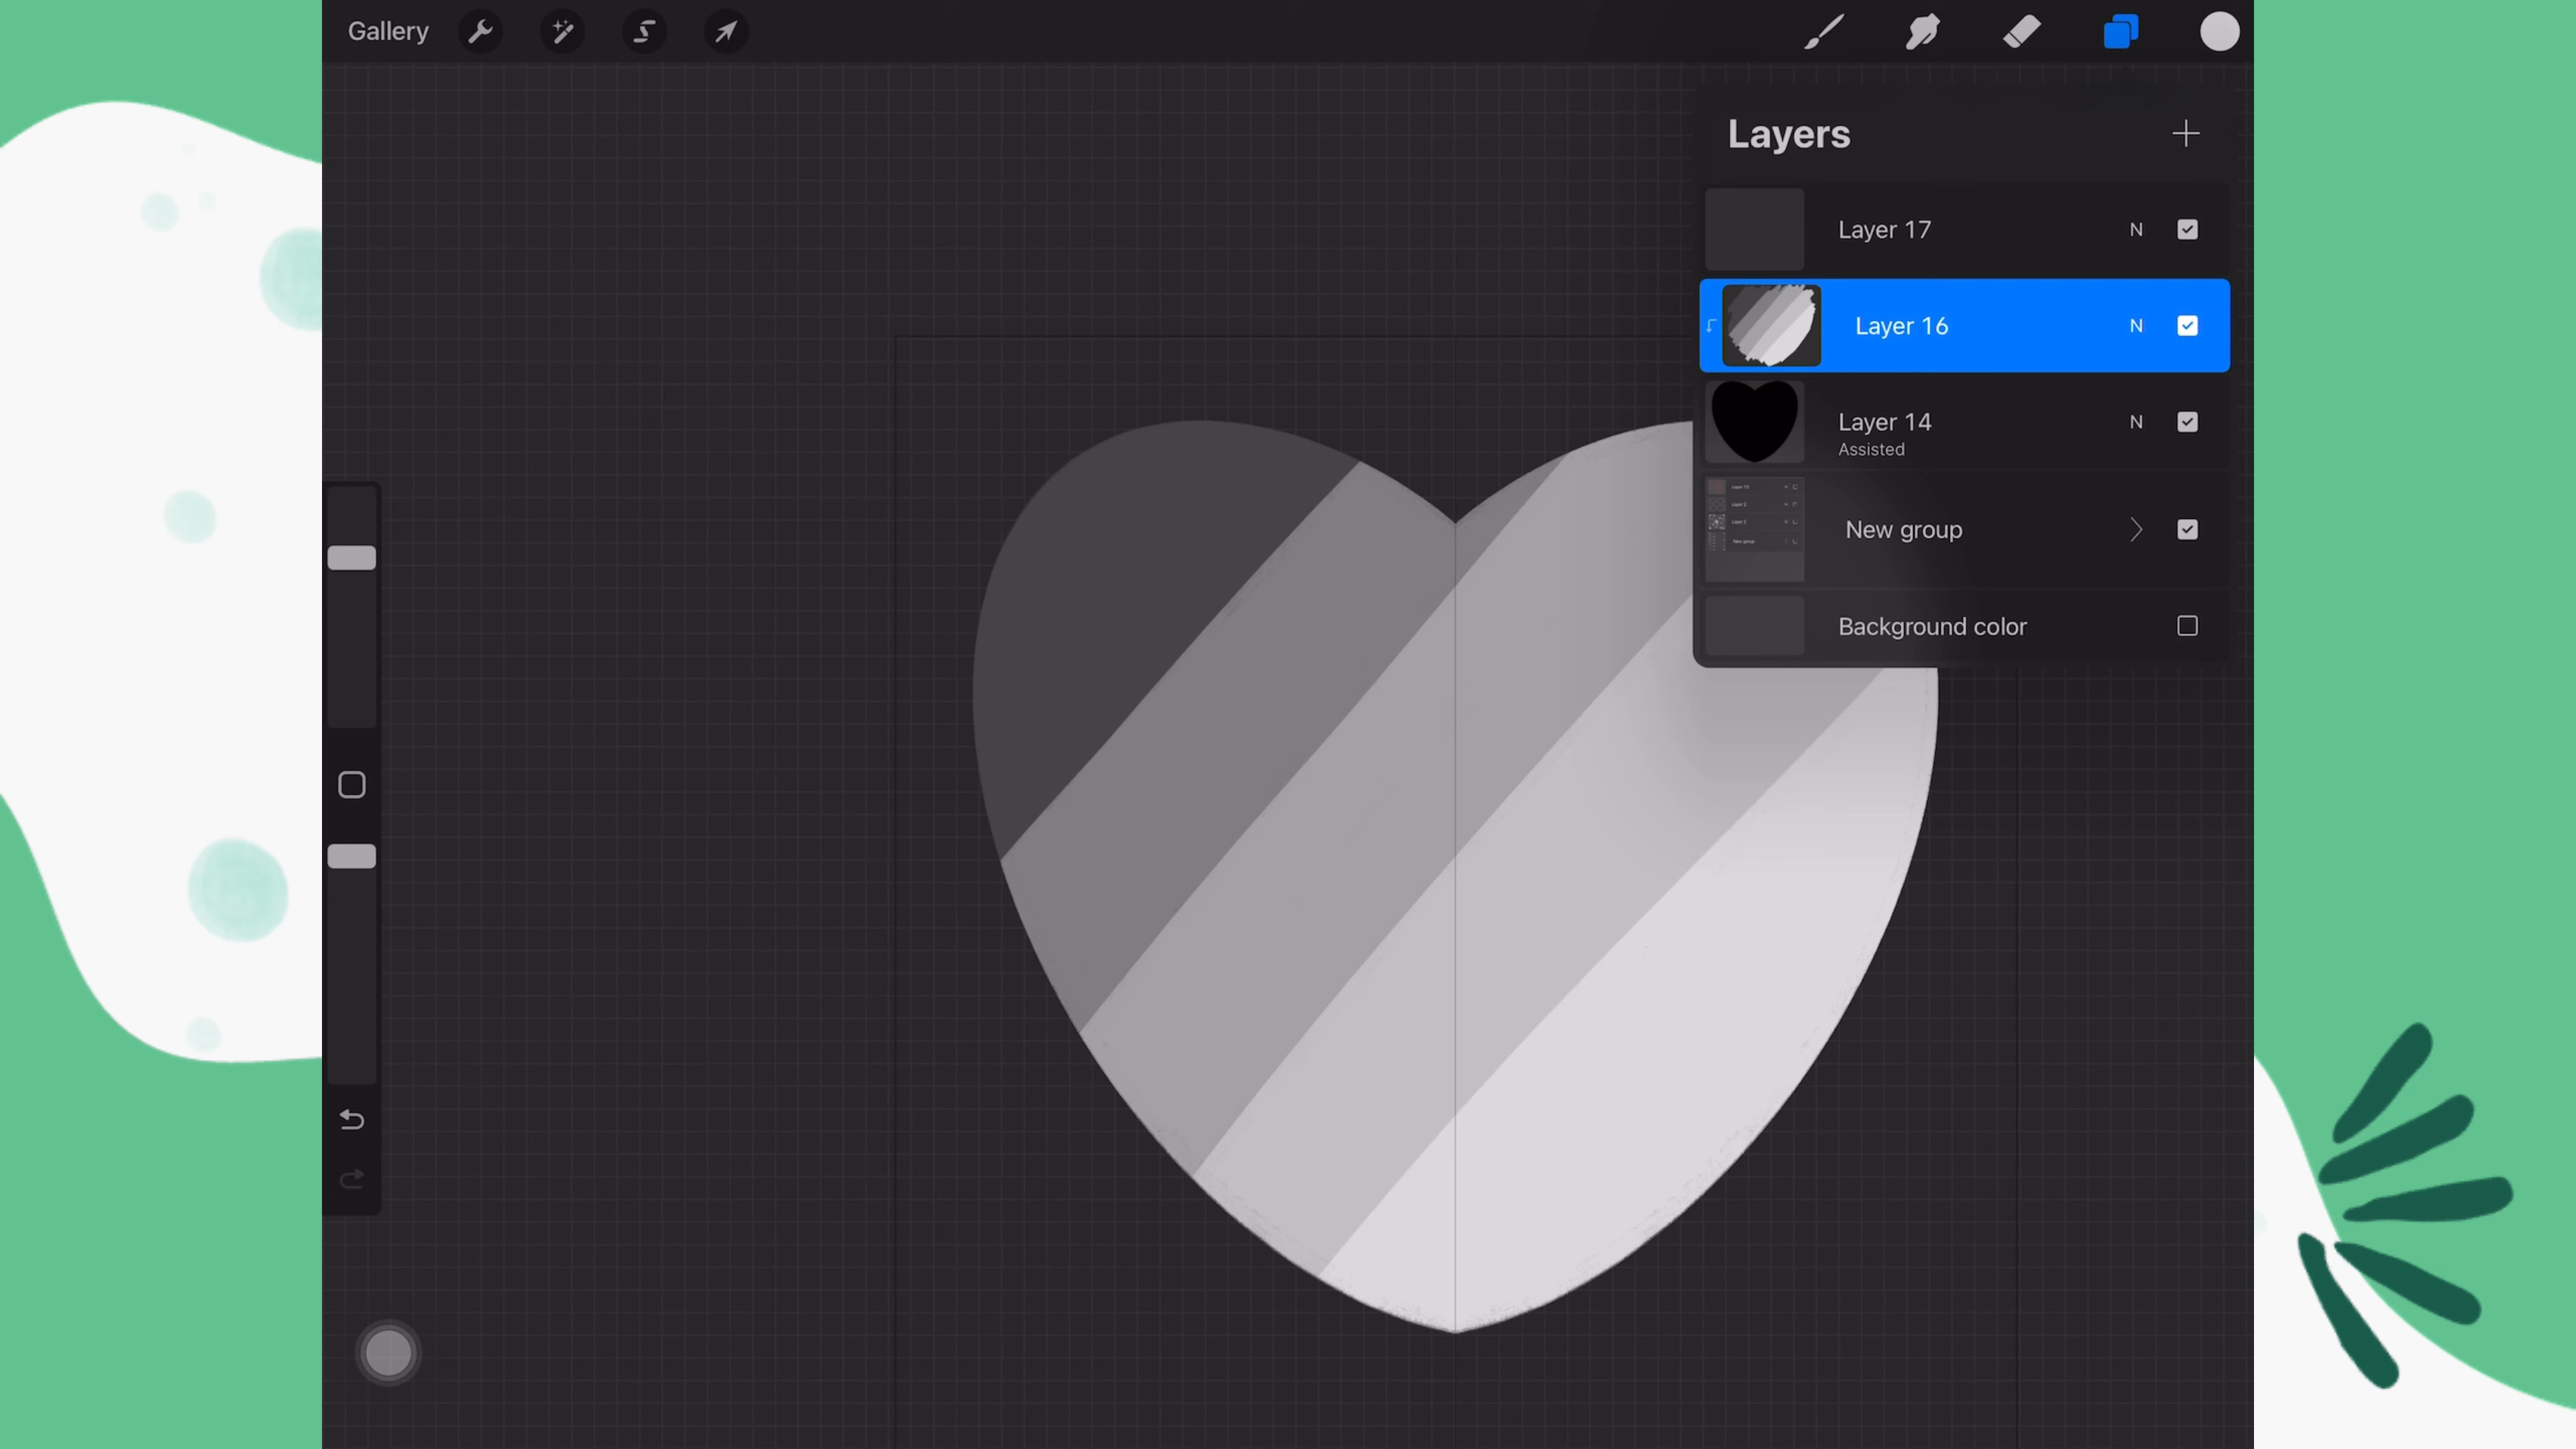 Gallery
Layers
Layer 17
N
Layer 16
N
Layer 14
N
Assisted
New group
Background color